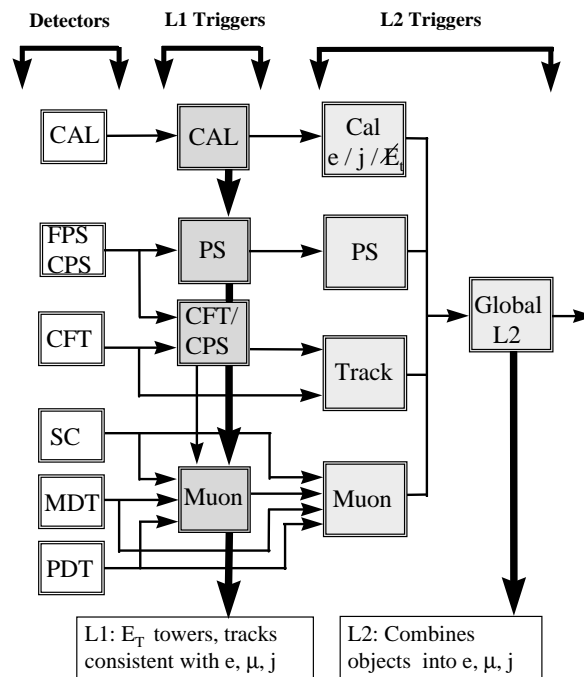 Detectors
L1 Triggers
L2 Triggers
CAL
CAL
Cal
e / j / E̸t
FPS
CPS
PS
PS
CFT
CFT/
CPS
Track
Global
L2
SC
MDT
PDT
Muon
Muon
L1: ET towers, tracks
consistent with e, μ, j
L2: Combines
objects into e, μ, j